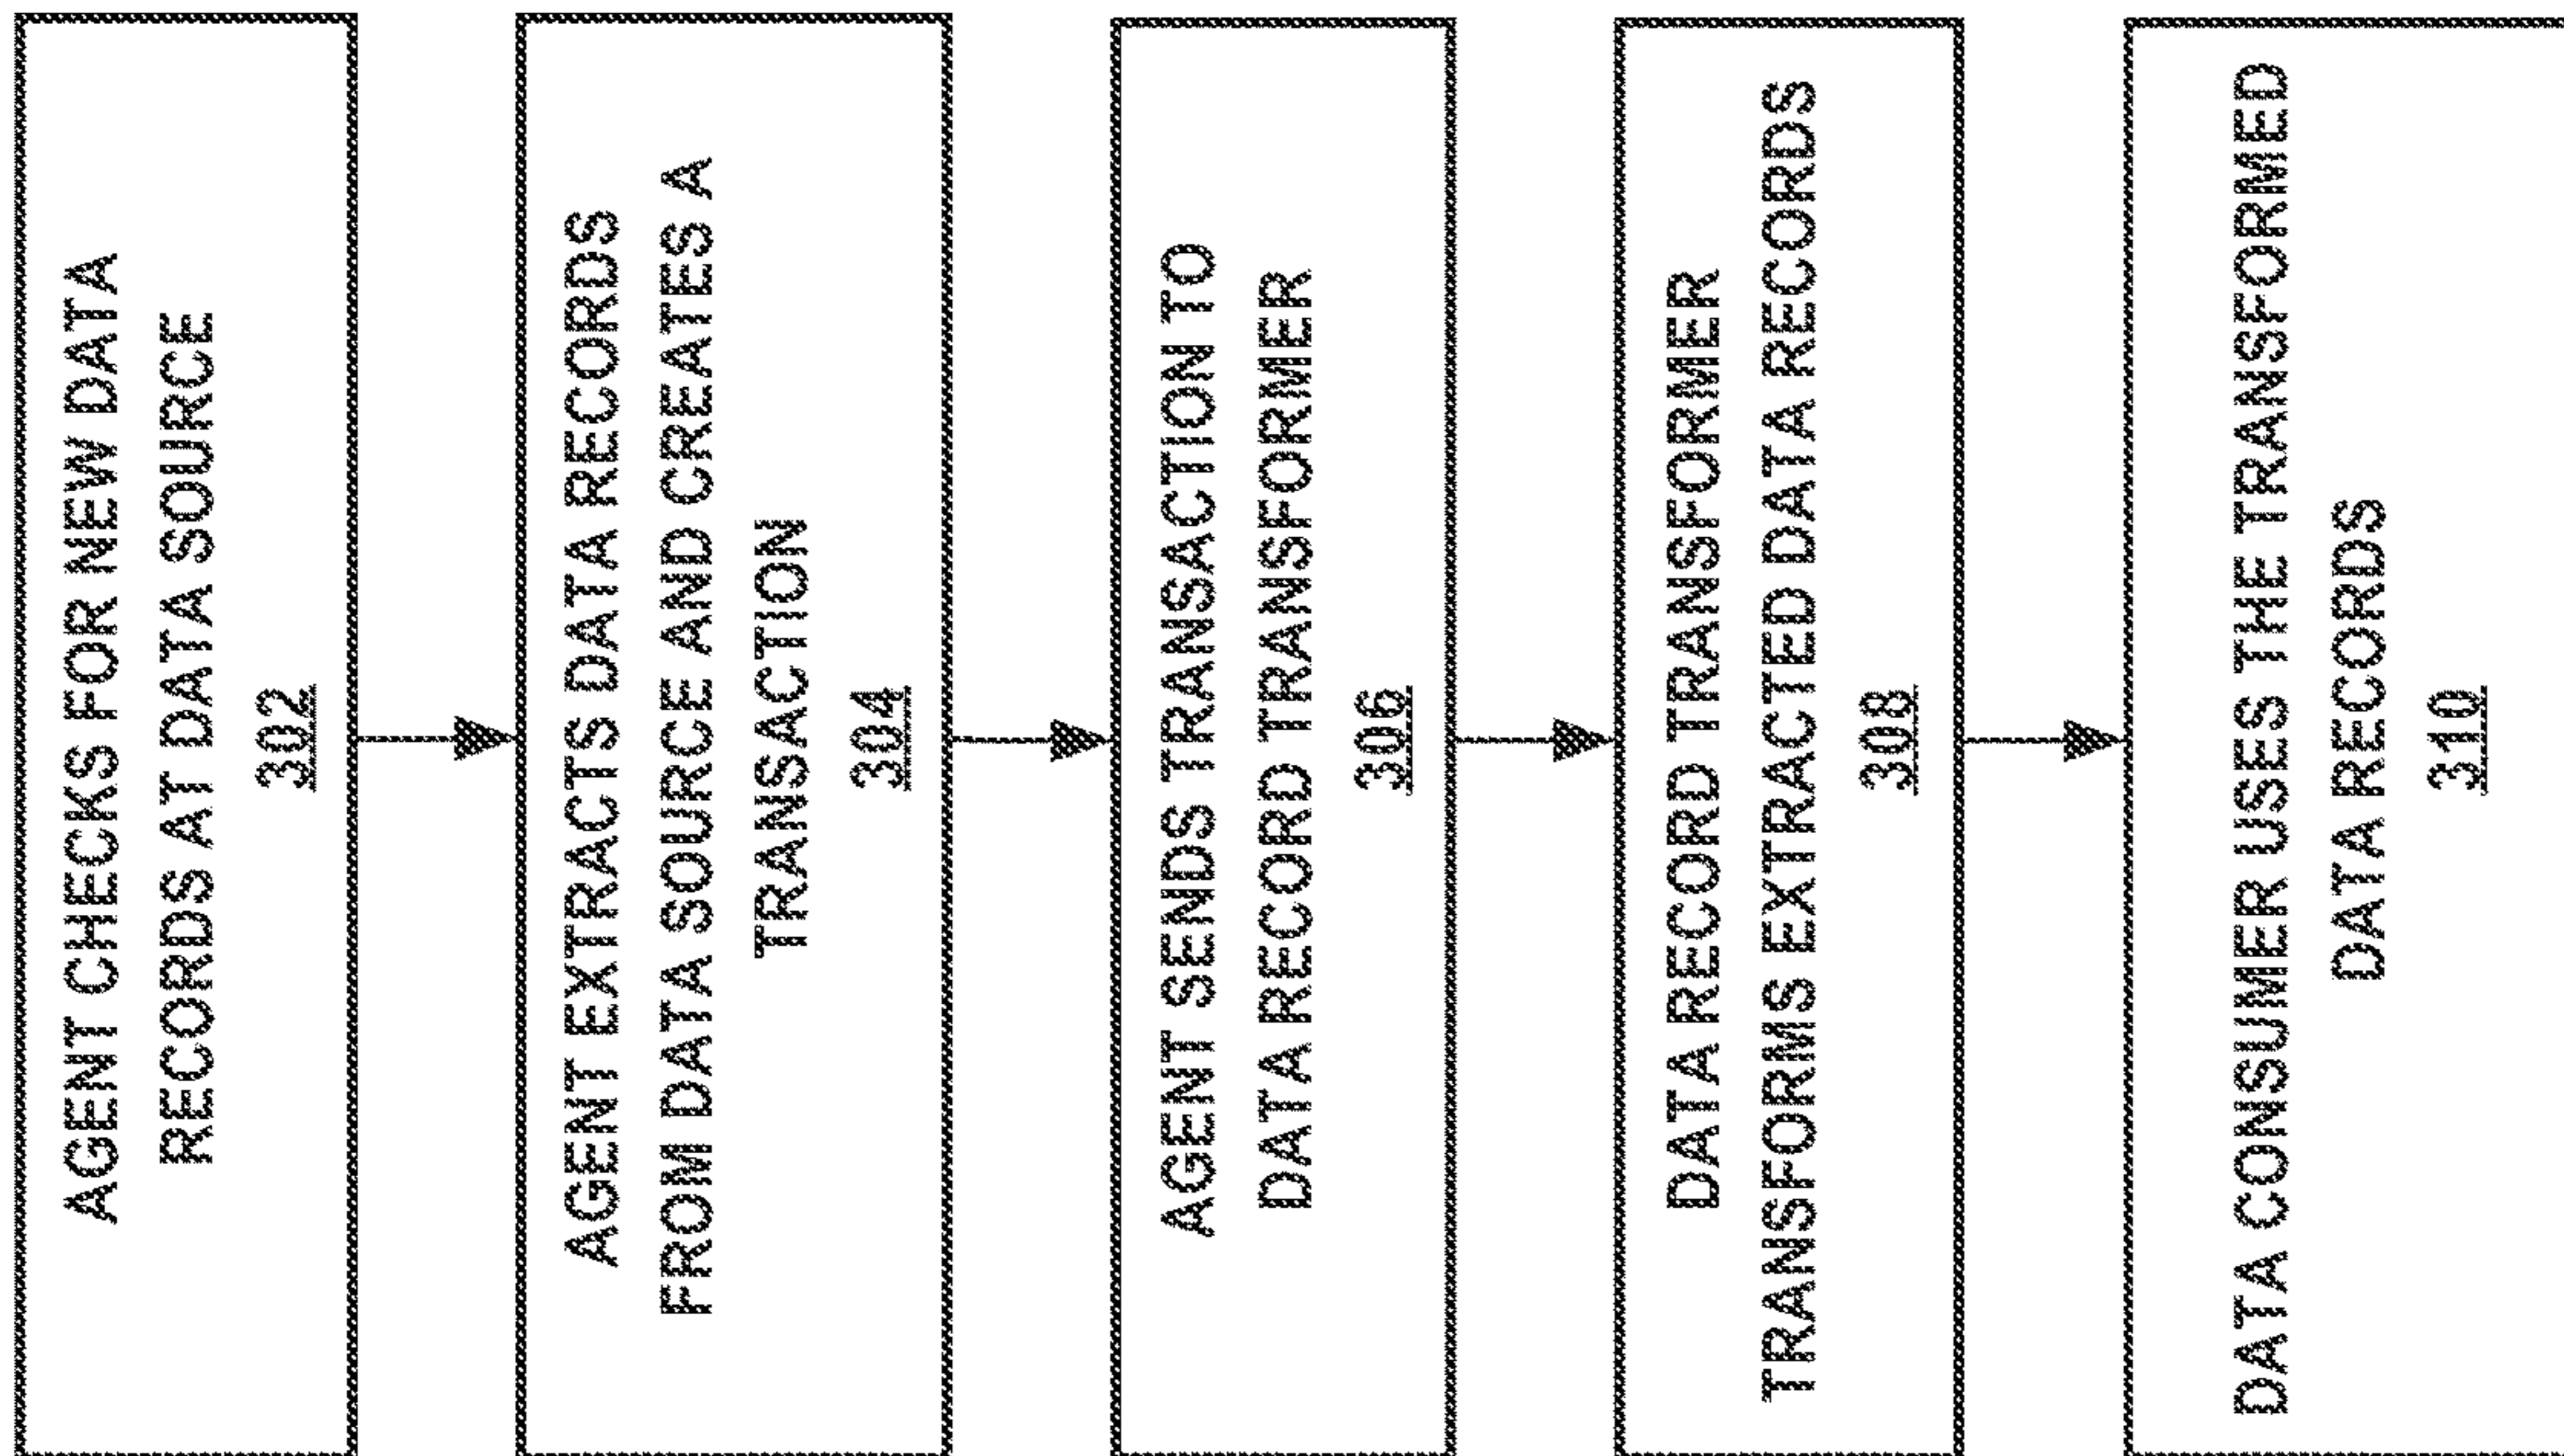 AGENT CHECKS FOR NEW DATA
RECORDS AT DATA SOURCE
302
AGENT EXTRACTS DATA RECORDS
FROM DATA SOURCE AND CREATES A
TRANSACTION
304
AGENT SENDS TRANSACTION TO
DATA RECORD TRANSFORMER
306
DATA RECORD TRANSFORMER
TRANSFORMS EXTRACTED DATA RECORDS
308
DATA CONSUMER USES THE TRANSFORMED
DATA RECORDS
310